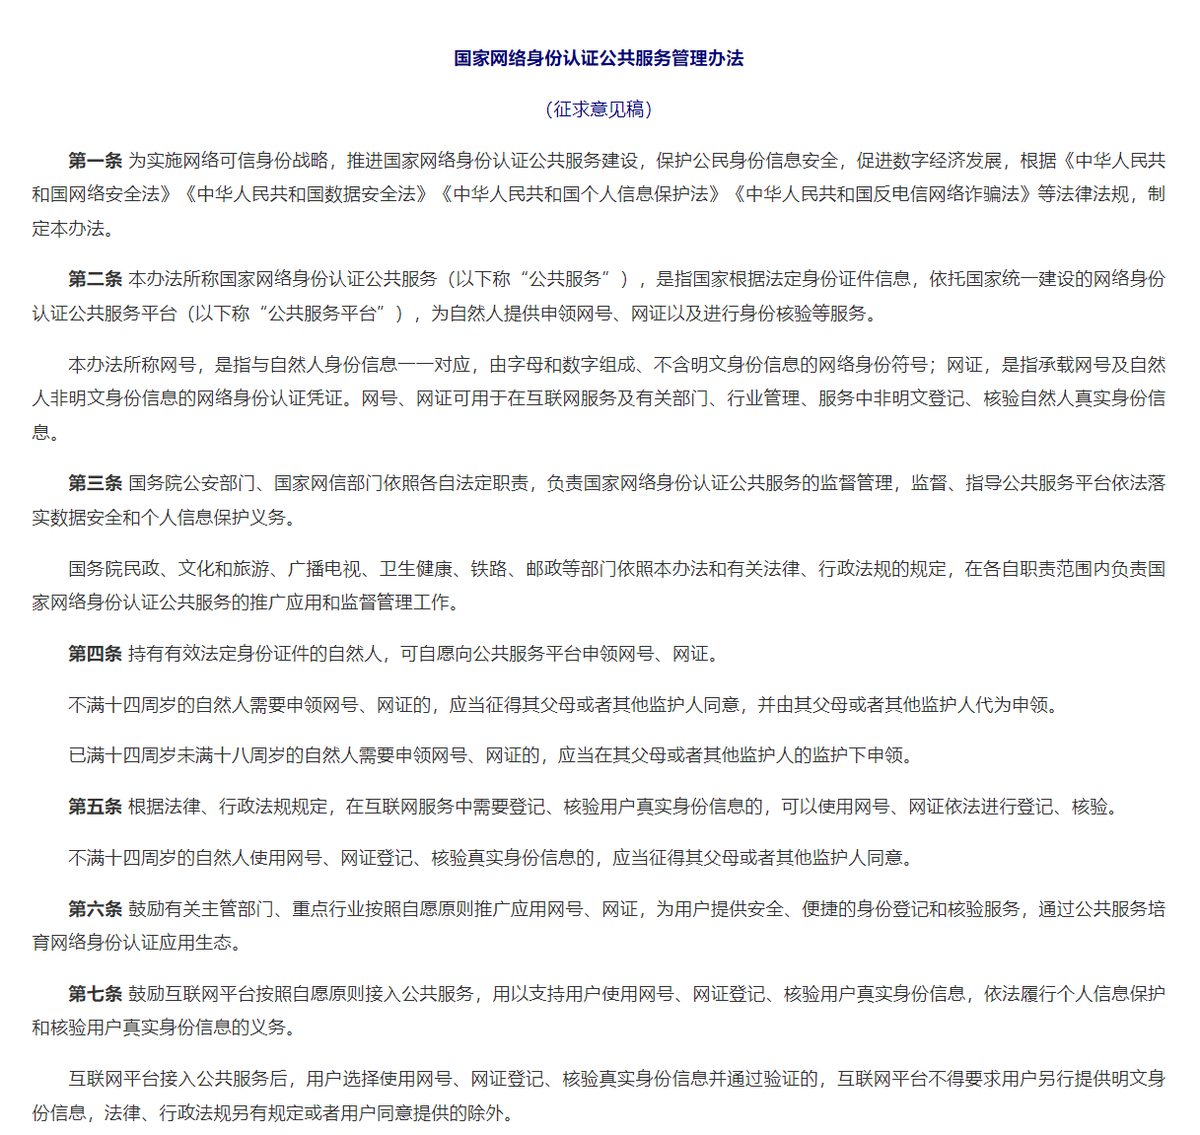 国家网络身份认证公共服务管理办法
（征求意见稿）
第一条 为实施网络可信身份战略，推进国家网络身份认证公共服务建设，保护公民身份信息安全，促进数字经济发展，根据《中华人民共
和国网络安全法》《中华人民共和国数据安全法》《中华人民共和国个人信息保护法》《中华人民共和国反电信网络诈骗法》等法律法规，制
定本办法。
第二条 本办法所称国家网络身份认证公共服务（以下称“公共服务”），是指国家根据法定身份证件信息，依托国家统一建设的网络身份
认证公共服务平台（以下称“公共服务平台”），为自然人提供申领网号、网证以及进行身份核验等服务。
本办法所称网号，是指与自然人身份信息一一对应，由字母和数字组成、不含明文身份信息的网络身份符号；网证，是指承载网号及自然
人非明文身份信息的网络身份认证凭证。网号、网证可用于在互联网服务及有关部门、行业管理、服务中非明文登记、核验自然人真实身份信
息。
第三条 国务院公安部门、国家网信部门依照各自法定职责，负责国家网络身份认证公共服务的监督管理，监督、指导公共服务平台依法落
实数据安全和个人信息保护义务。
国务院民政、文化和旅游、广播电视、卫生健康、铁路、邮政等部门依照本办法和有关法律、行政法规的规定，在各自职责范围内负责国
家网络身份认证公共服务的推广应用和监督管理工作。
第四条 持有有效法定身份证件的自然人，可自愿向公共服务平台申领网号、网证。
不满十四周岁的自然人需要申领网号、网证的，应当征得其父母或者其他监护人同意，并由其父母或者其他监护人代为申领。
已满十四周岁未满十八周岁的自然人需要申领网号、网证的，应当在其父母或者其他监护人的监护下申领。
第五条 根据法律、行政法规规定，在互联网服务中需要登记、核验用户真实身份信息的，可以使用网号、网证依法进行登记、核验。
不满十四周岁的自然人使用网号、网证登记、核验真实身份信息的，应当征得其父母或者其他监护人同意。
第六条 鼓励有关主管部门、重点行业按照自愿原则推广应用网号、网证，为用户提供安全、便捷的身份登记和核验服务，通过公共服务培
育网络身份认证应用生态。
第七条 鼓励互联网平台按照自愿原则接入公共服务，用以支持用户使用网号、网证登记、核验用户真实身份信息，依法履行个人信息保护
和核验用户真实身份信息的义务。
互联网平台接入公共服务后，用户选择使用网号、网证登记、核验真实身份信息并通过验证的，互联网平台不得要求用户另行提供明文身
份信息，法律、行政法规另有规定或者用户同意提供的除外。